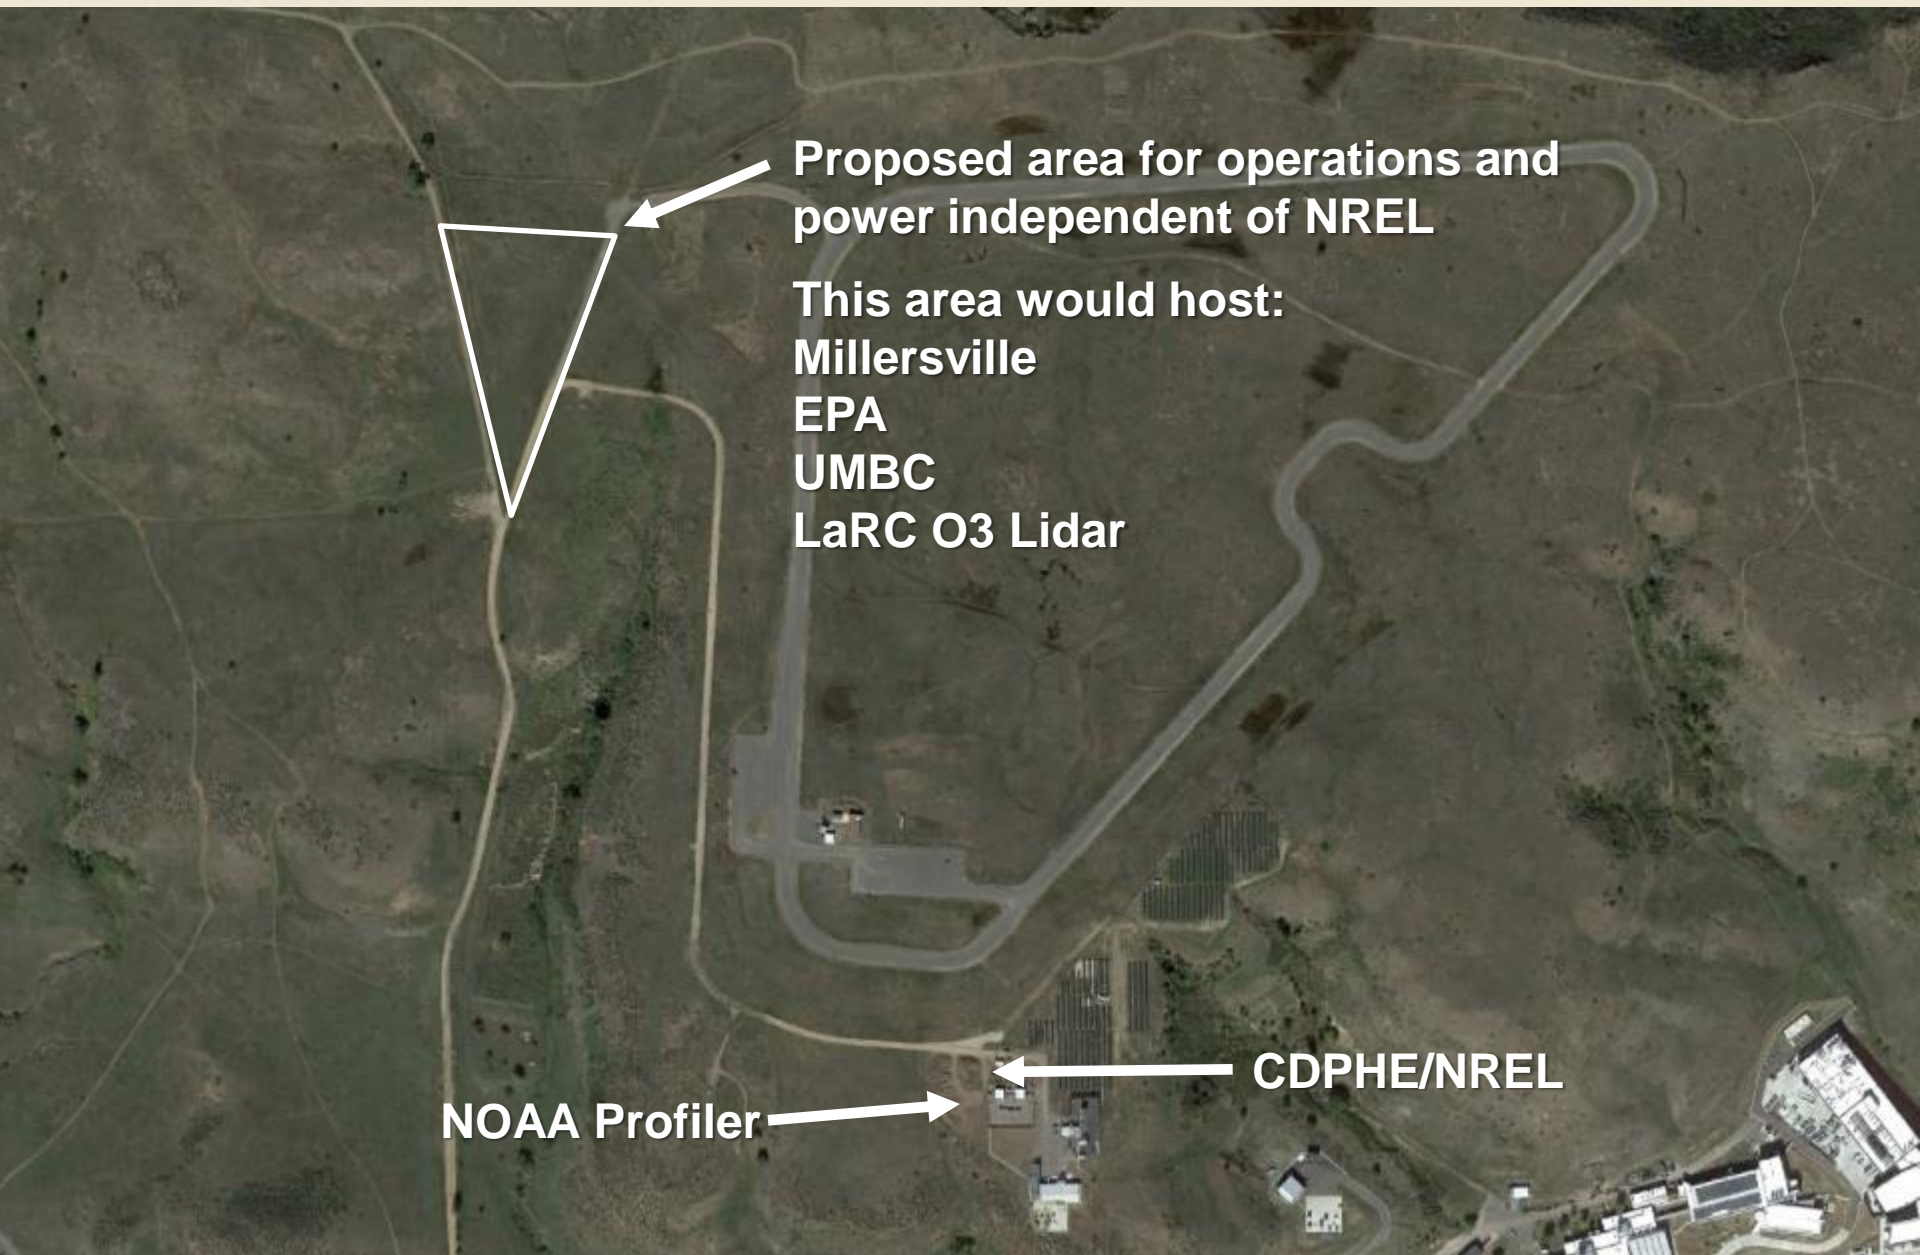 Proposed area for operations and
power independent of NREL
This area would host:
Millersville
EPA
UMBC
LaRC O3 Lidar
CDPHE/NREL
NOAA Profiler